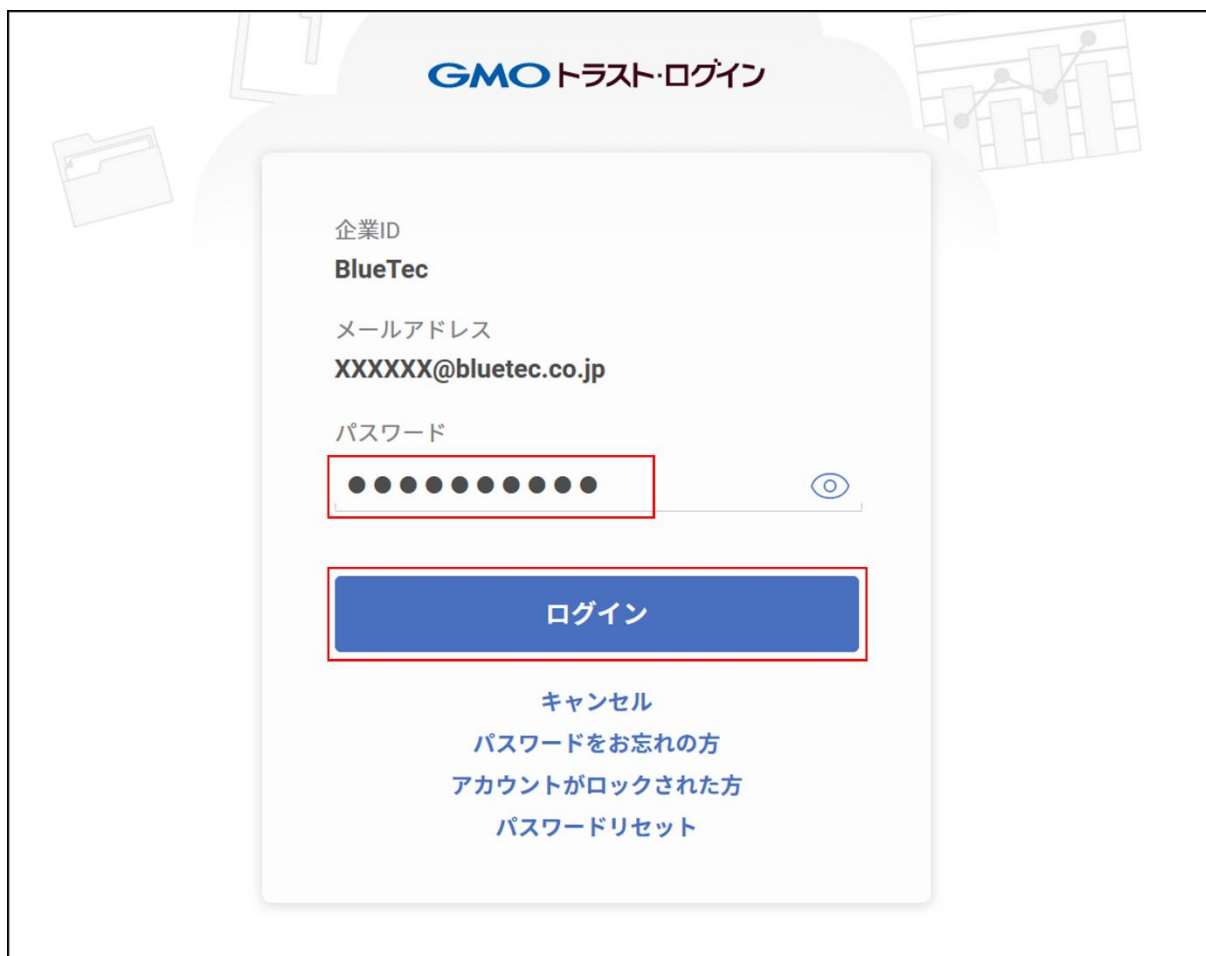 GMOトラスト・ログイン
企業ID
BlueTec
メールアドレス
XXXXXX@bluetec.co.jp
パスワード
●●●●●●●●●●
ログイン
キャンセル
パスワードをお忘れの方
アカウントがロックされた方
パスワードリセット